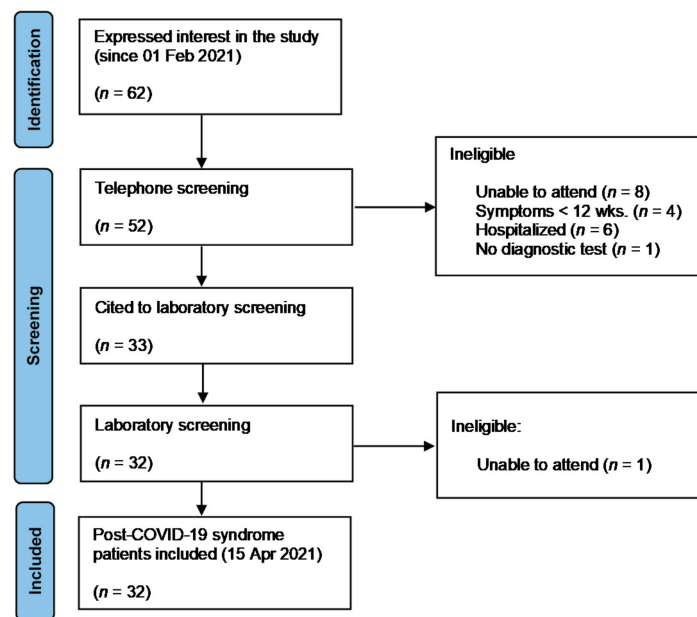 Identification
Expressed interest in the study
(since 01 Feb 2021)
(n = 62)
Screening
Telephone screening
(n = 52)
Ineligible
Unable to attend (n = 8)
Symptoms < 12 wks. (n = 4)
Hospitalized (n = 6)
No diagnostic test (n = 1)
Cited to laboratory screening
(n = 33)
Laboratory screening
(n = 32)
Ineligible:
Unable to attend (n = 1)
Included
Post-COVID-19 syndrome
patients included (15 Apr 2021)
(n = 32)